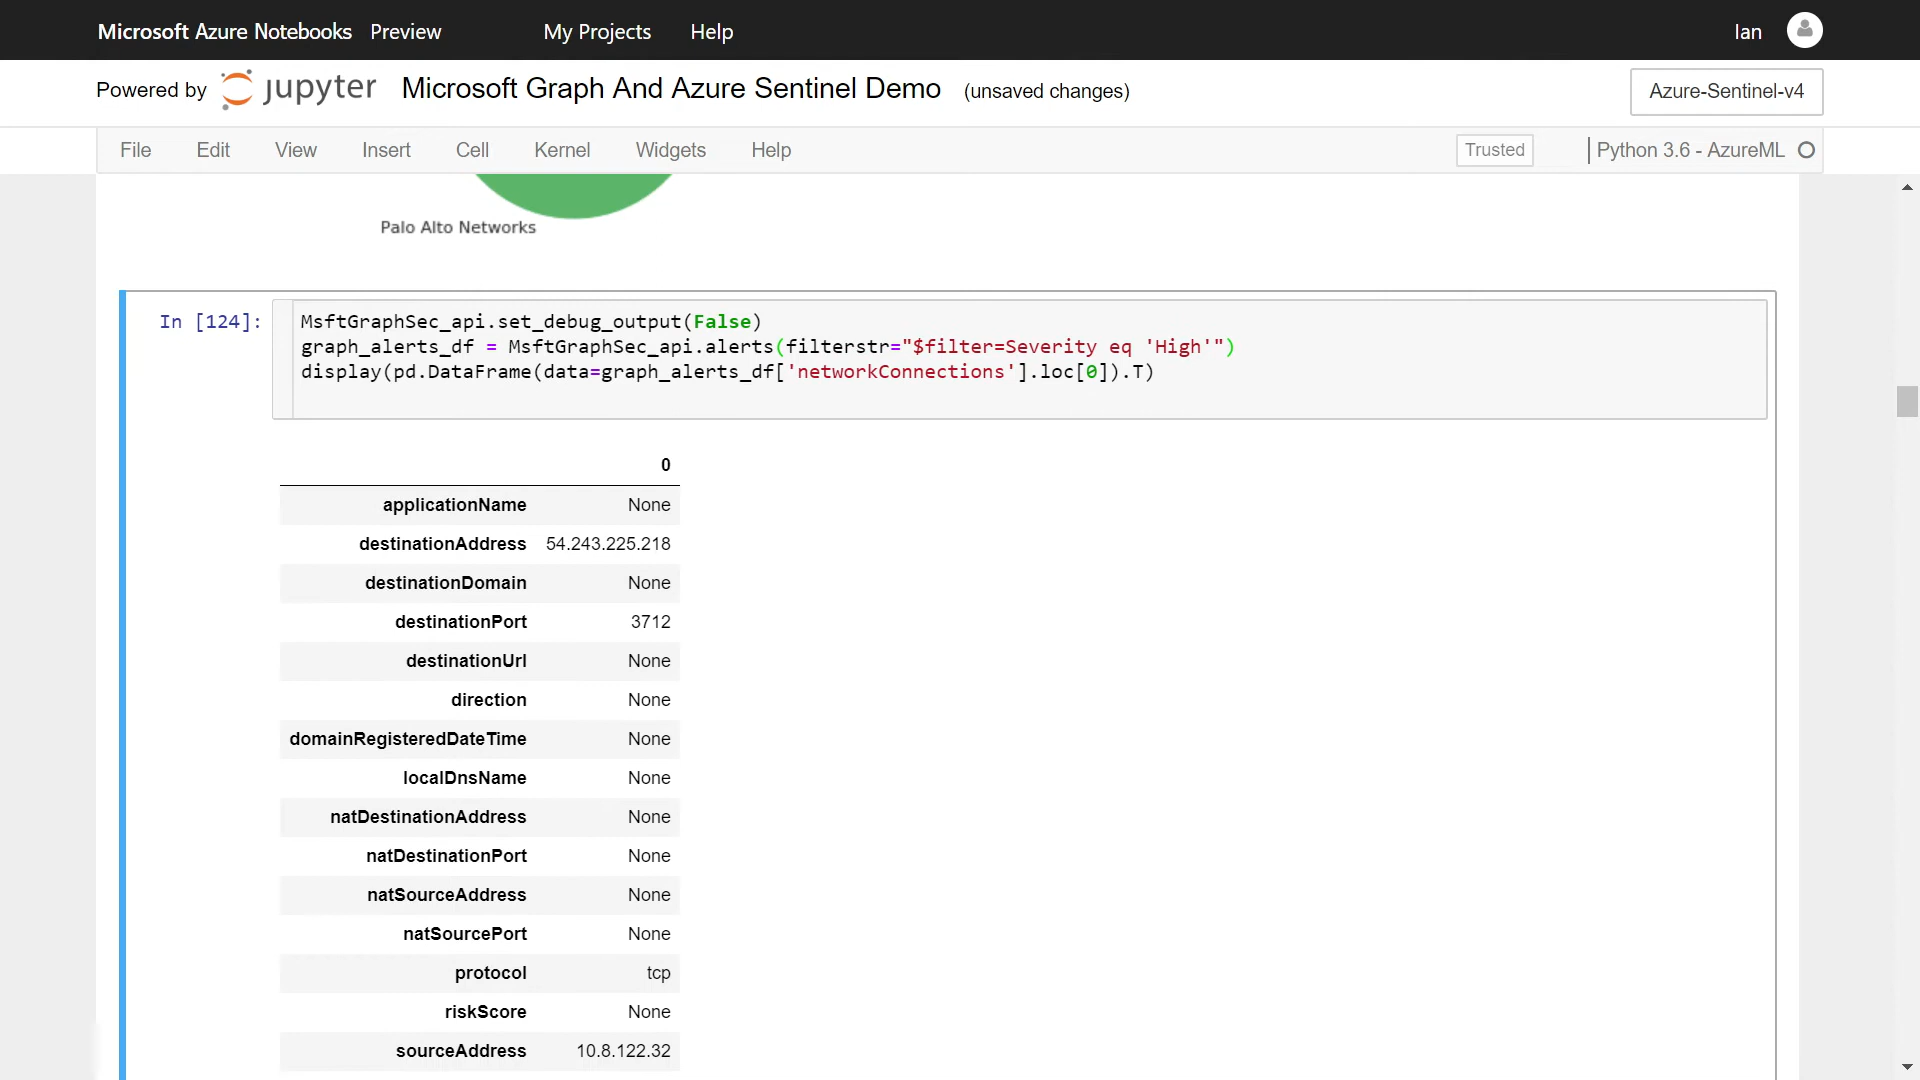 Microsoft Azure Notebooks Preview My Projects Help Ian
Powered by jupyter Microsoft Graph And Azure Sentinel Demo (unsaved changes) Azure-Sentinel-v4
File Edit View Insert Cell Kernel Widgets Help Trusted Python 3.6 - AzureML
Palo Alto Networks
In [124]: MsftGraphSec_api.set_debug_output(False)
graph_alerts_df = MsftGraphSec_api.alerts(filterstr="$filter=Severity eq 'High'")
display(pd.DataFrame(data=graph_alerts_df['networkConnections'].loc[0]).T)
0
applicationName None
destinationAddress 54.243.225.218
destinationDomain None
destinationPort 3712
destinationUrl None
direction None
domainRegisteredDateTime None
localDnsName None
natDestinationAddress None
natDestinationPort None
natSourceAddress None
natSourcePort None
protocol tcp
riskScore None
sourceAddress 10.8.122.32